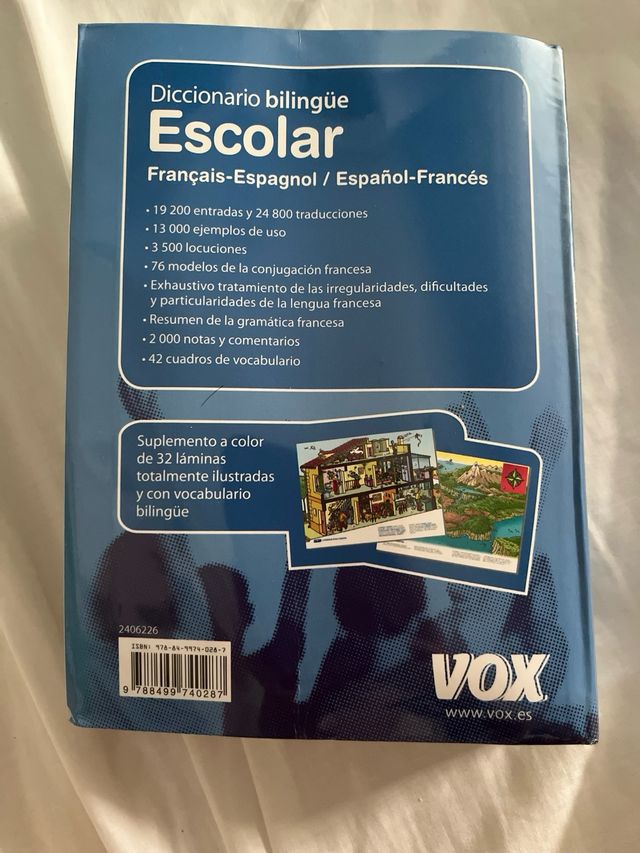 Diccionario bilingüe
Escolar
Français-Espagnol / Español-Francés
• 19 200 entradas y 24 800 traducciones
• 13 000 ejemplos de uso
• 3 500 locuciones
• 76 modelos de la conjugación francesa
• Exhaustivo tratamiento de las irregularidades, dificultades
y particularidades de la lengua francesa
• Resumen de la gramática francesa
• 2 000 notas y comentarios
• 42 cuadros de vocabulario
Suplemento a color
de 32 láminas
totalmente ilustradas
y con vocabulario
bilingüe
2406226
ISBN: 978-84-9974-028-7
9 788499 740287
VOX
www.vox.es